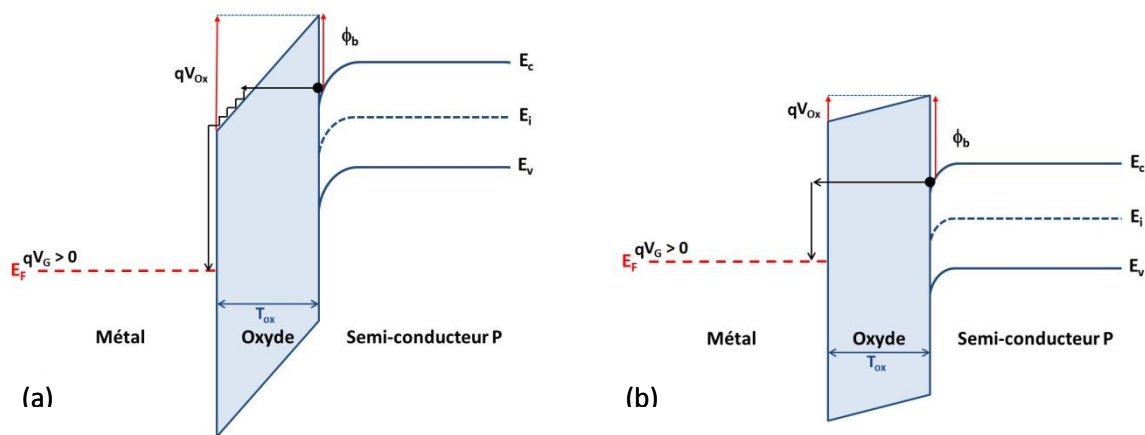 qV_Ox
ϕ_b
E_c
E_i
E_v
qV_G > 0
E_F
T_ox
Métal
Oxyde
Semi-conducteur P
(a)
qV_Ox
ϕ_b
E_c
E_i
E_v
qV_G > 0
E_F
Métal
Oxyde
Semi-conducteur P
T_ox
(b)